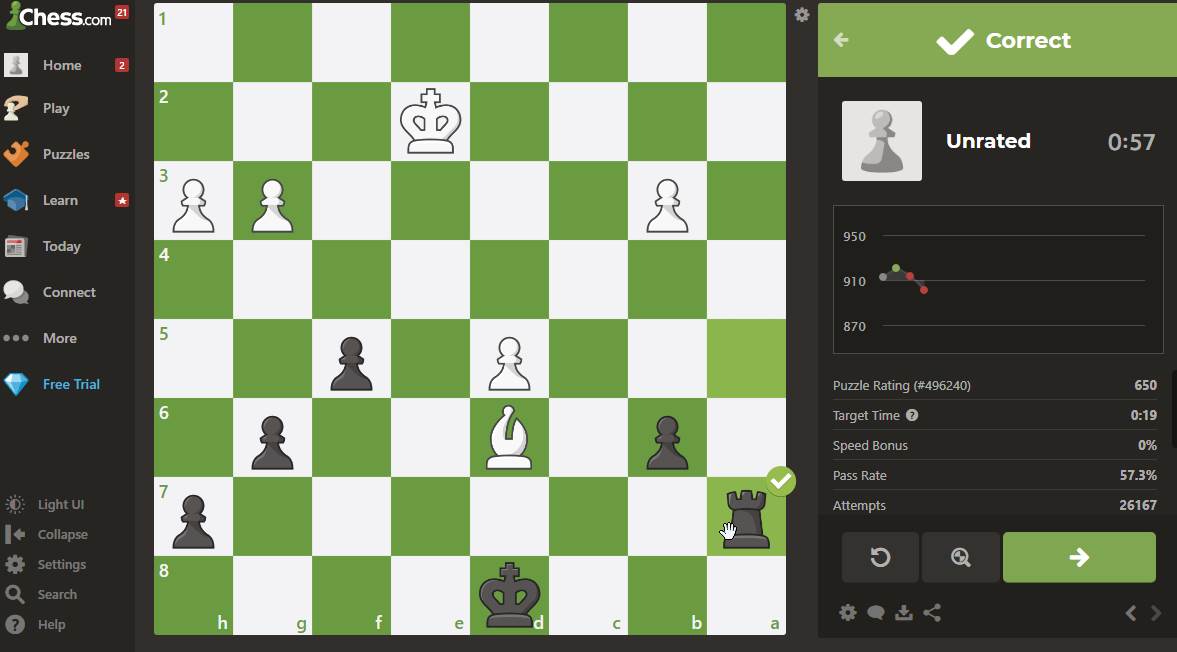 Chess.com 21
Home 2
Play
Puzzles
Learn
Today
Connect
More
Free Trial
Light UI
Collapse
Settings
Search
? Help
1
2
3
4
5
6
7
8
h g f e d c b a
Correct
Unrated 0:57
950
910
870
Puzzle Rating (#496240) 650
Target Time ? 0:19
Speed Bonus 0%
Pass Rate 57.3%
Attempts 26167